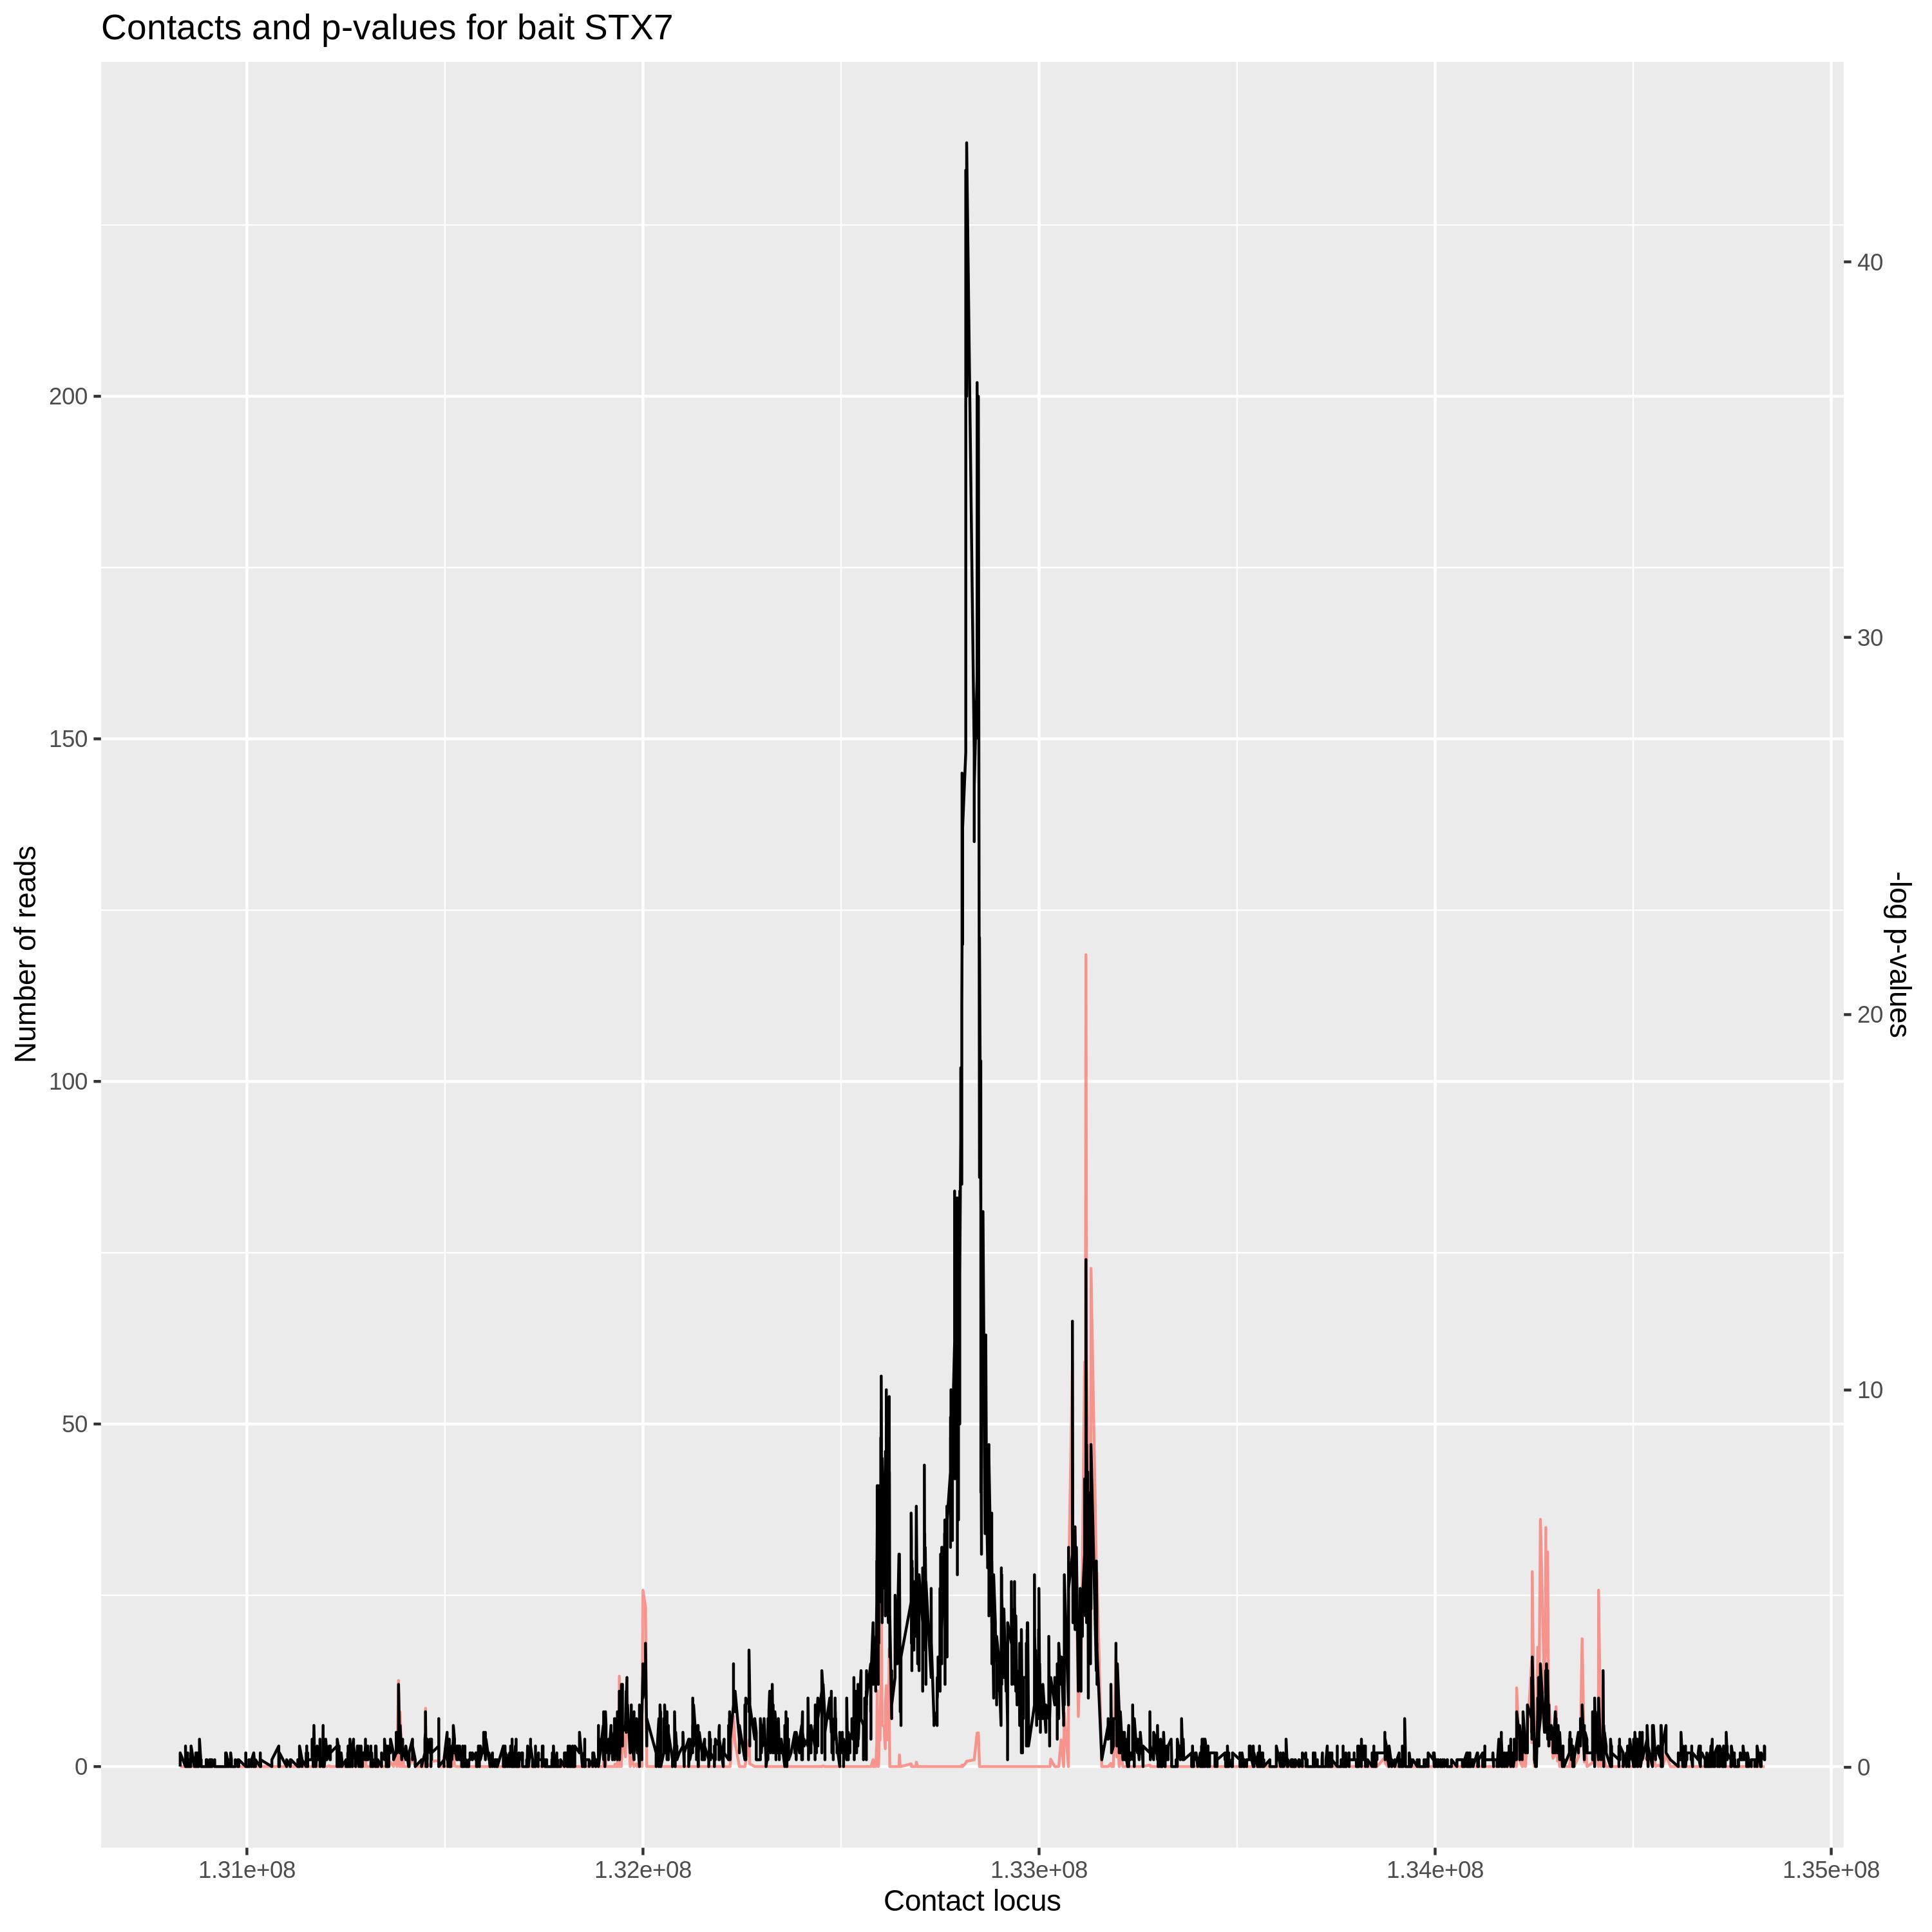 Contacts and p-values for bait STX7
Number of reads
200
150
100
50
0
40
30
20
10
0
-log p-values
1.31e+08
1.32e+08
1.33e+08
1.34e+08
1.35e+08
Contact locus